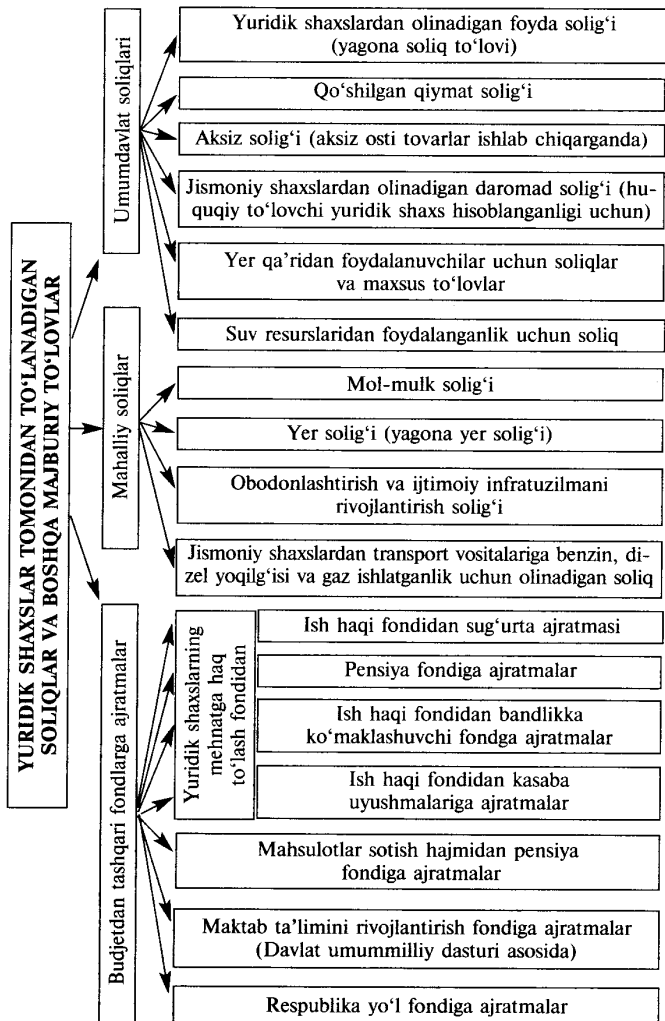 YURIDIK SHAXSLAR TOMONIDAN TO‘LANADIGAN
SOLIQLAR VA BOSHQA MAJBURIY TO‘LOVLAR
Umumdavlat soliqlari
Yuridik shaxslardan olinadigan foyda solig‘i
(yagona soliq to‘lovi)
Qo‘shilgan qiymat solig‘i
Aksiz solig‘i (aksiz osti tovarlar ishlab chiqarganda)
Jismoniy shaxslardan olinadigan daromad solig‘i (hu-
quqiy to‘lovchi yuridik shaxs hisoblanganligi uchun)
Yer qa’ridan foydalanuvchilar uchun soliqlar
va maxsus to‘lovlar
Suv resurslaridan foydalanganlik uchun soliq
Mahalliy soliqlar
Mol-mulk solig‘i
Yer solig‘i (yagona yer solig‘i)
Obodonlashtirish va ijtimoiy infratuzilmani
rivojlantirish solig‘i
Jismoniy shaxslardan transport vositalariga benzin, di-
zel yoqilg‘isi va gaz ishlatganlik uchun olinadigan soliq
Budjetdan tashqari fondlarga ajratmalar
Yuridik shaxslarning
mehnatga haq
to‘lash fondidan
Ish haqi fondidan sug‘urta ajratmasi
Pensiya fondiga ajratmalar
Ish haqi fondidan bandlikka
ko‘maklashuvchi fondga ajratmalar
Ish haqi fondidan kasaba
uyushmalariga ajratmalar
Mahsulotlar sotish hajmidan pensiya
fondiga ajratmalar
Maktab ta’limini rivojlantirish fondiga ajratmalar
(Davlat umummilliy dasturi asosida)
Respublika yo‘l fondiga ajratmalar